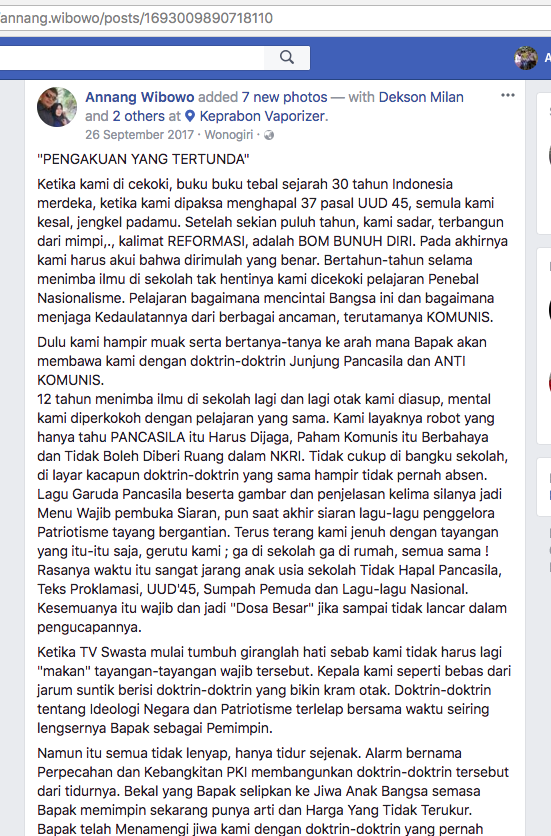 /annang.wibowo/posts/1693009890718110
Annang Wibowo added 7 new photos — with Dekson Milan
and 2 others at Keprabon Vaporizer.
26 September 2017 · Wonogiri ·
"PENGAKUAN YANG TERTUNDA"
Ketika kami di cekoki, buku buku tebal sejarah 30 tahun Indonesia
merdeka, ketika kami dipaksa menghapal 37 pasal UUD 45, semula kami
kesal, jengkel padamu. Setelah sekian puluh tahun, kami sadar, terbangun
dari mimpi,., kalimat REFORMASI, adalah BOM BUNUH DIRI. Pada akhirnya
kami harus akui bahwa dirimulah yang benar. Bertahun-tahun selama
menimba ilmu di sekolah tak hentinya kami dicekoki pelajaran Penebal
Nasionalisme. Pelajaran bagaimana mencintai Bangsa ini dan bagaimana
menjaga Kedaulatannya dari berbagai ancaman, terutamanya KOMUNIS.
Dulu kami hampir muak serta bertanya-tanya ke arah mana Bapak akan
membawa kami dengan doktrin-doktrin Junjung Pancasila dan ANTI
KOMUNIS.
12 tahun menimba ilmu di sekolah lagi dan lagi otak kami diasup, mental
kami diperkokoh dengan pelajaran yang sama. Kami layaknya robot yang
hanya tahu PANCASILA itu Harus Dijaga, Paham Komunis itu Berbahaya
dan Tidak Boleh Diberi Ruang dalam NKRI. Tidak cukup di bangku sekolah,
di layar kacapun doktrin-doktrin yang sama hampir tidak pernah absen.
Lagu Garuda Pancasila beserta gambar dan penjelasan kelima silanya jadi
Menu Wajib pembuka Siaran, pun saat akhir siaran lagu-lagu penggelora
Patriotisme tayang bergantian. Terus terang kami jenuh dengan tayangan
yang itu-itu saja, gerutu kami ; ga di sekolah ga di rumah, semua sama !
Rasanya waktu itu sangat jarang anak usia sekolah Tidak Hapal Pancasila,
Teks Proklamasi, UUD'45, Sumpah Pemuda dan Lagu-lagu Nasional.
Kesemuanya itu wajib dan jadi "Dosa Besar" jika sampai tidak lancar dalam
pengucapannya.
Ketika TV Swasta mulai tumbuh giranglah hati sebab kami tidak harus lagi
"makan" tayangan-tayangan wajib tersebut. Kepala kami seperti bebas dari
jarum suntik berisi doktrin-doktrin yang bikin kram otak. Doktrin-doktrin
tentang Ideologi Negara dan Patriotisme terlelap bersama waktu seiring
lengsernya Bapak sebagai Pemimpin.
Namun itu semua tidak lenyap, hanya tidur sejenak. Alarm bernama
Perpecahan dan Kebangkitan PKI membangunkan doktrin-doktrin tersebut
dari tidurnya. Bekal yang Bapak selipkan ke Jiwa Anak Bangsa semasa
Bapak memimpin sekarang punya arti dan Harga Yang Tidak Terukur.
Bapak telah Menamengi jiwa kami dengan doktrin-doktrin yang pernah